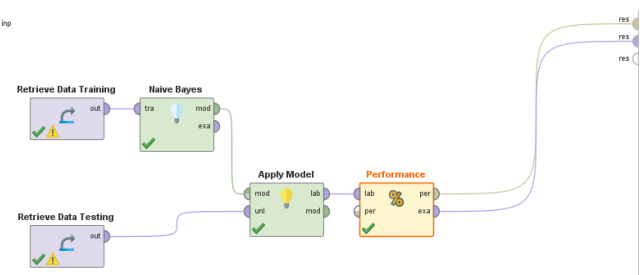 res
inp
res
res
Retrieve Data Training
Naive Bayes
out
tra
mod
exa
Apply Model
Performance
mod
lab
lab
per
unl
mod
per
exa
Retrieve Data Testing
out